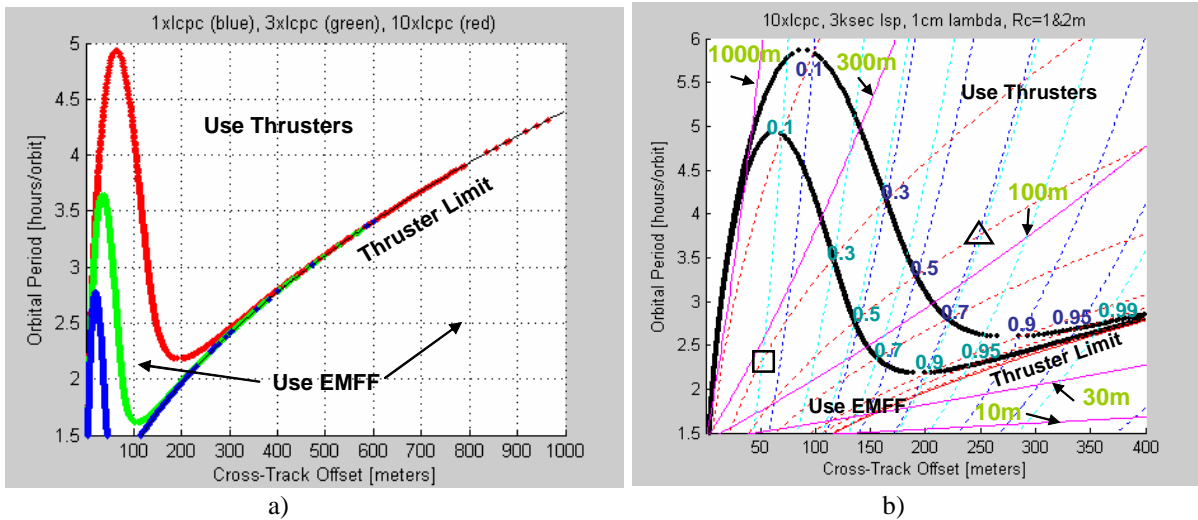 1xIcpc (blue), 3xIcpc (green), 10xIcpc (red)
Orbital Period [hours/orbit]
5
4.5
4
3.5
3
2.5
2
1.5
Use Thrusters
Thruster Limit
Use EMFF
100 200 300 400 500 600 700 800 900 1000
Cross-Track Offset [meters]
a)
10xIcpc, 3ksec Isp, 1cm lambda, Rc=1&2m
Orbital Period [hours/orbit]
6
5.5
5
4.5
4
3.5
3
2.5
2
1.5
1000m
300m
0.1
Use Thrusters
0.1
0.3
100m
0.3
0.5
0.5
0.7
0.9
0.95
0.99
0.7
0.9
0.95
Thruster Limit
Use EMFF
30m
10m
50 100 150 200 250 300 350 400
Cross-Track Offset [meters]
b)